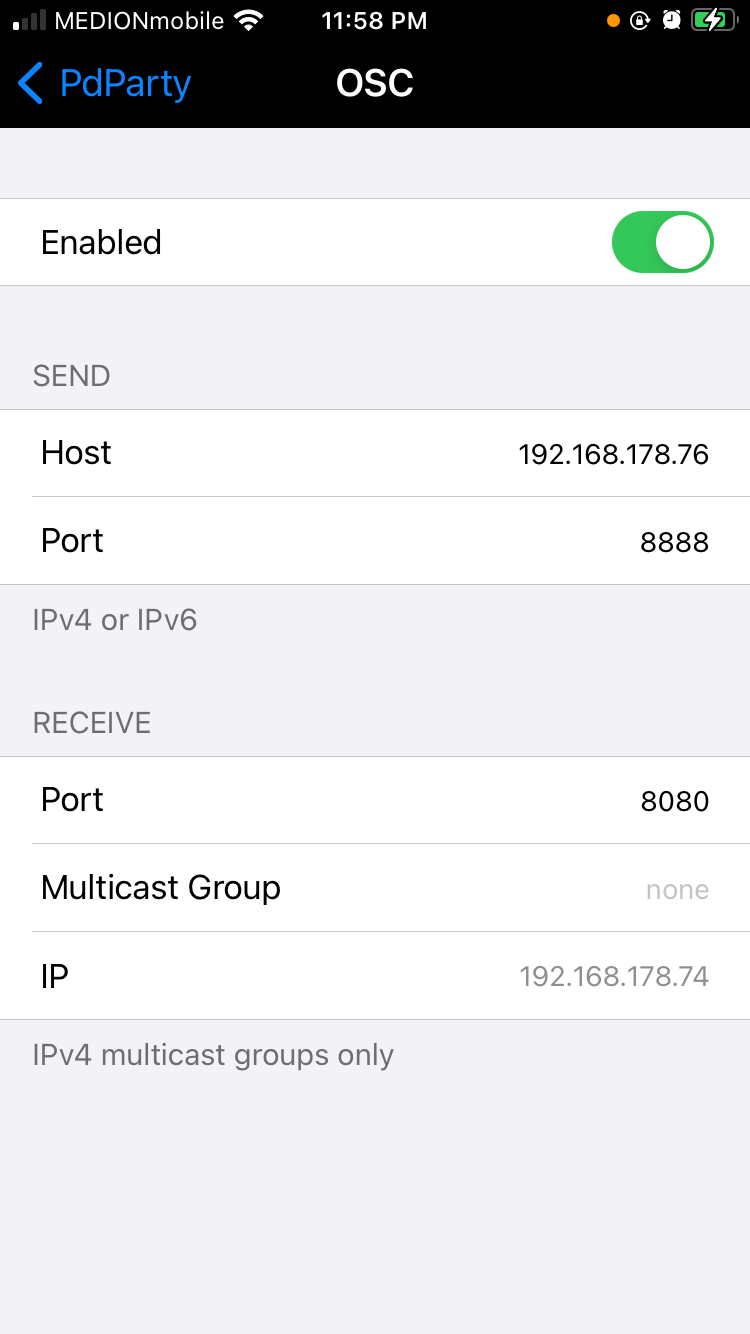 MEDIONmobile 11:58 PM
PdParty OSC
Enabled
SEND
Host 192.168.178.76
Port 8888
IPv4 or IPv6
RECEIVE
Port 8080
Multicast Group none
IP 192.168.178.74
IPv4 multicast groups only